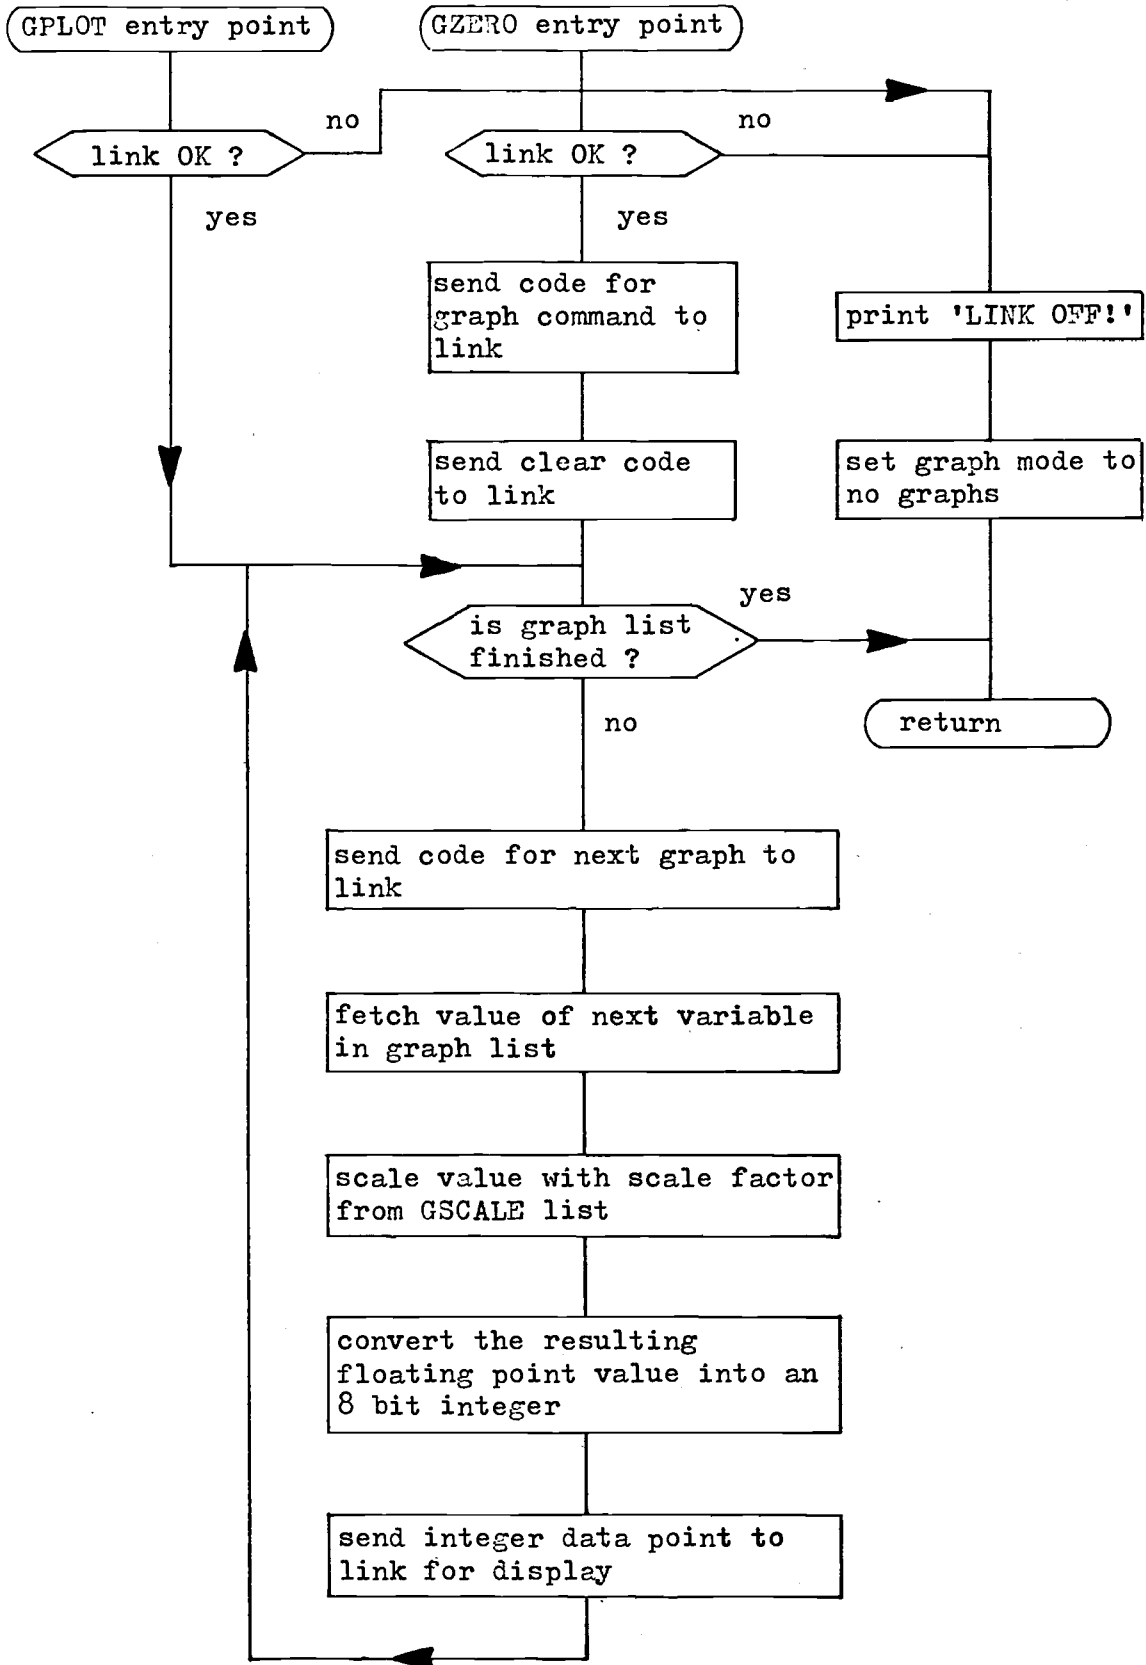 GPLOT entry point
GZERO entry point
no
no
link OK ?
link OK ?
yes
yes
send code for
graph command to
link
print 'LINK OFF!'
send clear code
to link
set graph mode to
no graphs
yes
is graph list
finished ?
return
no
send code for next graph to
link
fetch value of next variable
in graph list
scale value with scale factor
from GSCALE list
convert the resulting
floating point value into an
8 bit integer
send integer data point to
link for display